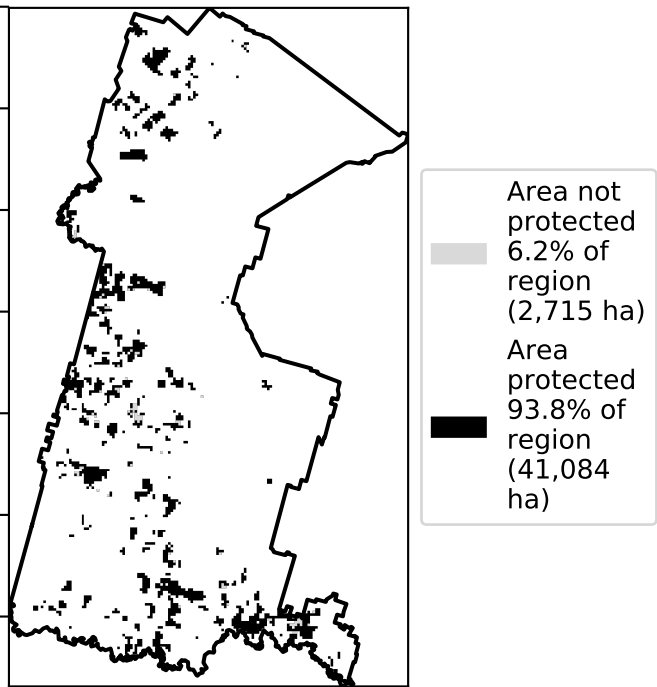 Area not
protected
6.2% of
region
(2,715 ha)
Area
protected
93.8% of
region
(41,084
ha)